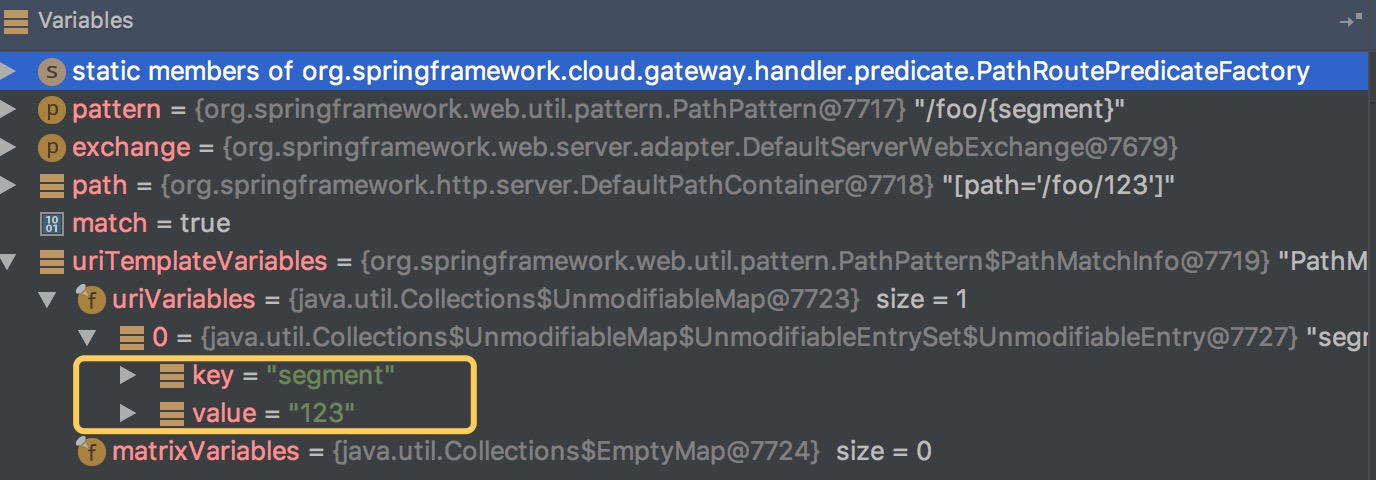 Variables
static members of org.springframework.cloud.gateway.handler.predicate.PathRoutePredicateFactory
pattern = {org.springframework.web.util.pattern.PathPattern@7717} "/foo/{segment}"
exchange = {org.springframework.web.server.adapter.DefaultServerWebExchange@7679}
path = {org.springframework.http.server.DefaultPathContainer@7718} "[path='/foo/123']"
match = true
uriTemplateVariables = {org.springframework.web.util.pattern.PathPattern$PathMatchInfo@7719} "PathM
uriVariables = {java.util.Collections$UnmodifiableMap@7723} size = 1
0 = {java.util.Collections$UnmodifiableMap$UnmodifiableEntrySet$UnmodifiableEntry@7727} "segr
key = "segment"
value = "123"
matrixVariables = {java.util.Collections$EmptyMap@7724} size = 0